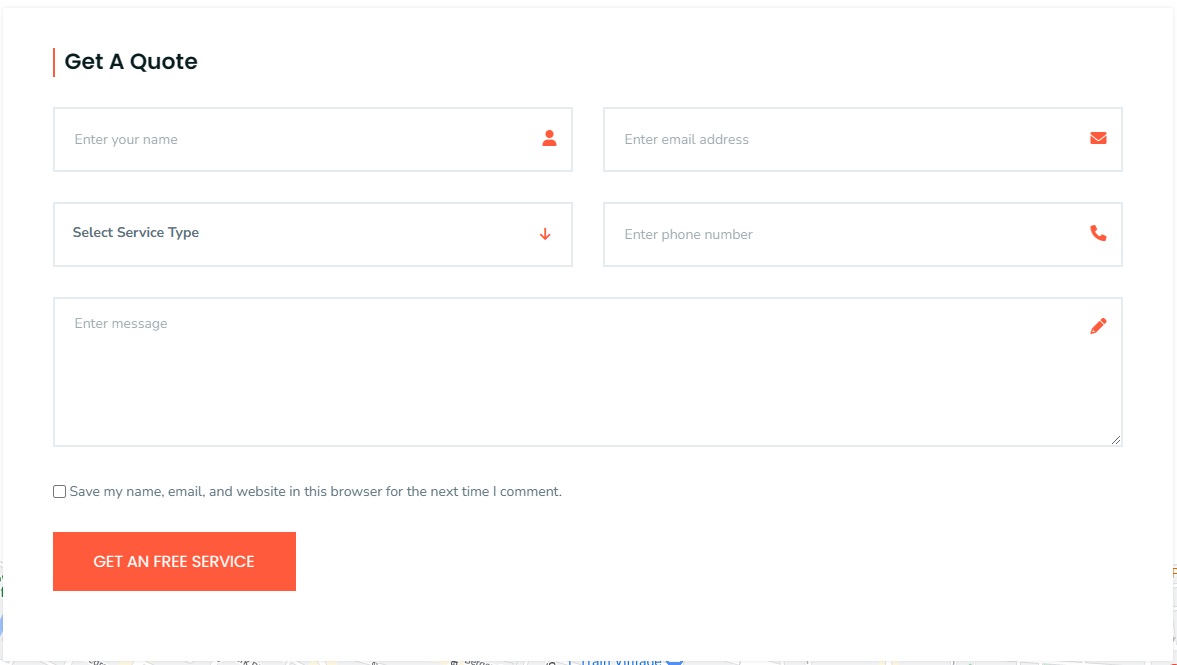 Get A Quote
Enter your name
Enter email address
Select Service Type
Enter phone number
Enter message
Save my name, email, and website in this browser for the next time I comment.
GET AN FREE SERVICE